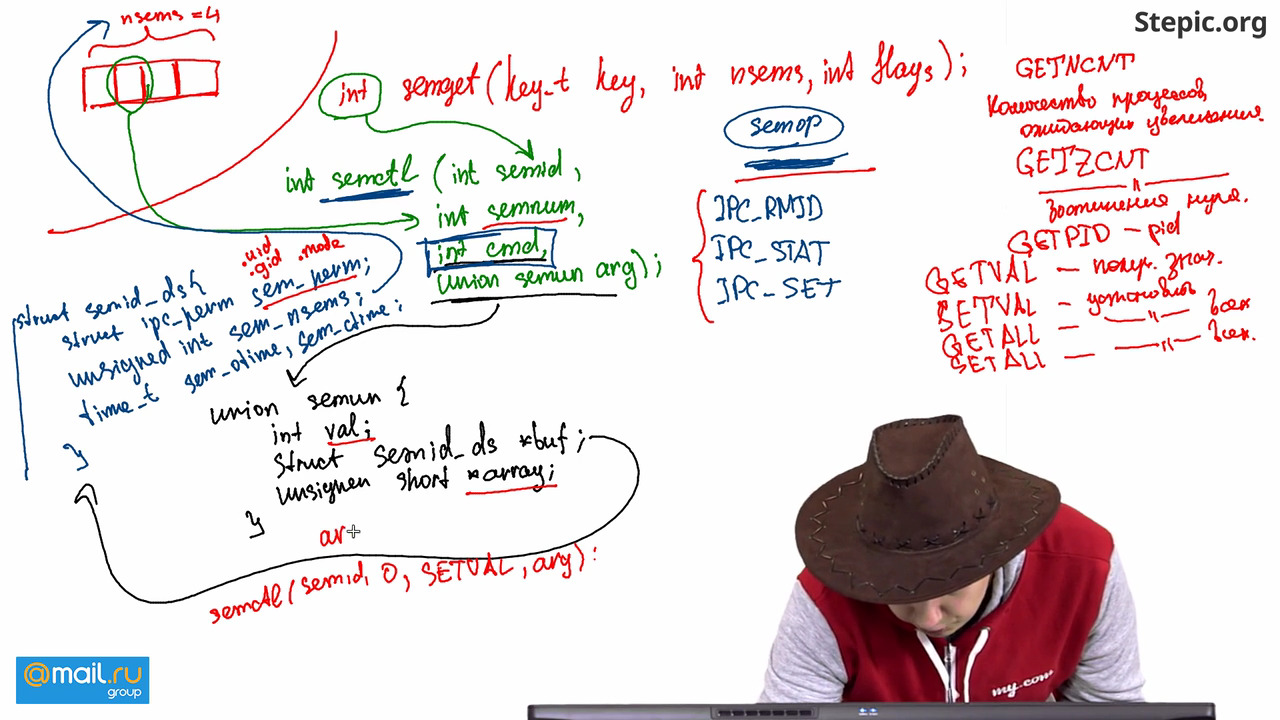 Stepic.org
nsems = 4
int semget(key_t key, int nsems, int flags);
semop
int semctl (int semid,
int semnum,
int cmd,
union semun arg);
IPC_RMID
IPC_STAT
IPC_SET
GETNCNT
Количество процессов,
ожидающих увеличения
GETZCNT
—— " ——
зануления нуля.
GETPID – pid
GETVAL — получ. знач.
SETVAL — установить
GETALL — —— " —— всех
SETALL — —— " —— всех.
.uid
.gid .mode
struct semid_ds{
struct ipc_perm sem_perm;
unsigned int sem_nsems;
time_t sem_otime, sem_ctime;
}
union semun {
int val;
struct semid_ds *buf;
unsignen short *array;
}
ar
semctl(semid, 0, SETVAL, arg);
@mail.ru
group
my.com